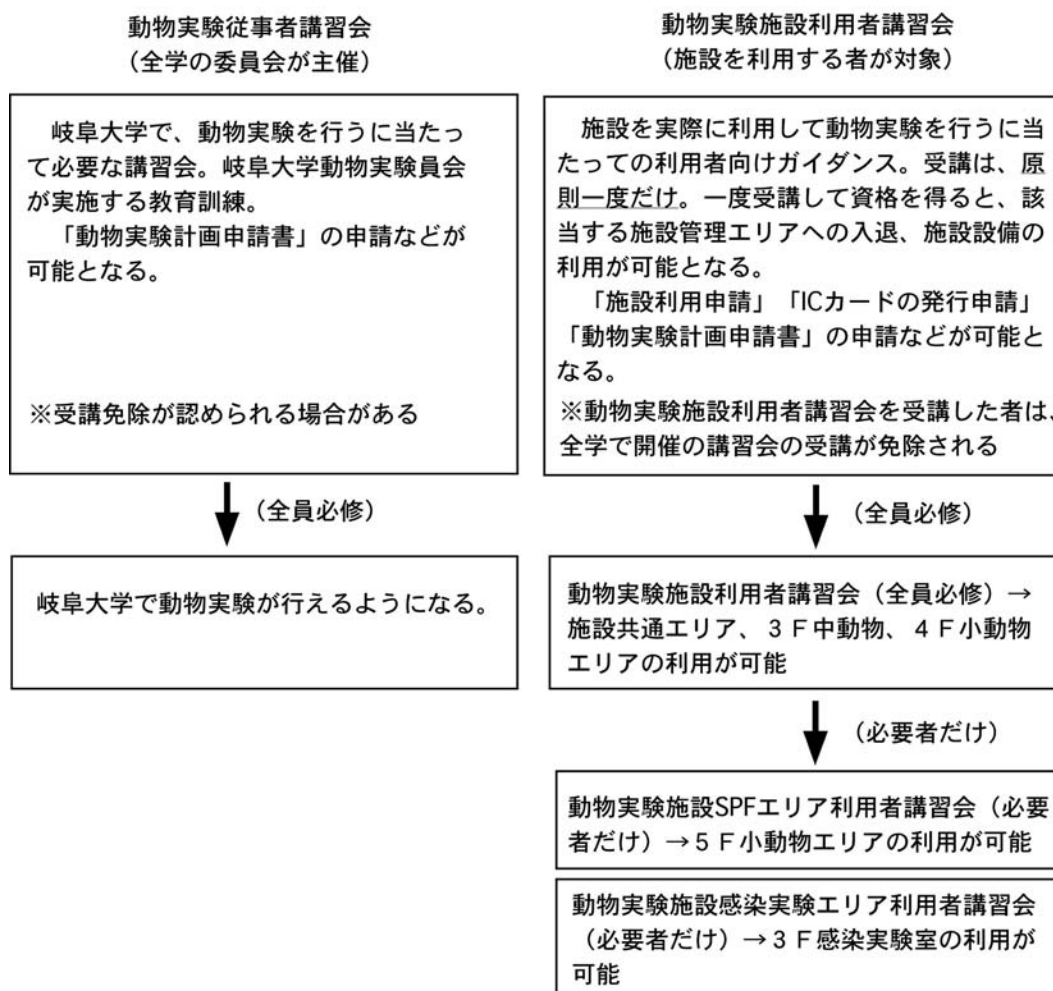 動物実験従事者講習会
（全学の委員会が主催）
岐阜大学で、動物実験を行うに当たっ
て必要な講習会。岐阜大学動物実験員会
が実施する教育訓練。
「動物実験計画申請書」の申請などが
可能となる。
※受講免除が認められる場合がある
（全員必修）
岐阜大学で動物実験が行えるようになる。
動物実験施設利用者講習会
（施設を利用する者が対象）
施設を実際に利用して動物実験を行うに当
たっての利用者向けガイダンス。受講は、原
則一度だけ。一度受講して資格を得ると、該
当する施設管理エリアへの入退、施設設備の
利用が可能となる。
「施設利用申請」「ICカードの発行申請」
「動物実験計画申請書」の申請などが可能と
なる。
※動物実験施設利用者講習会を受講した者は、
全学で開催の講習会の受講が免除される
（全員必修）
動物実験施設利用者講習会（全員必修）→
施設共通エリア、３Ｆ中動物、４Ｆ小動物
エリアの利用が可能
（必要者だけ）
動物実験施設SPFエリア利用者講習会（必要
者だけ）→５Ｆ小動物エリアの利用が可能
動物実験施設感染実験エリア利用者講習会
（必要者だけ）→３Ｆ感染実験室の利用が
可能